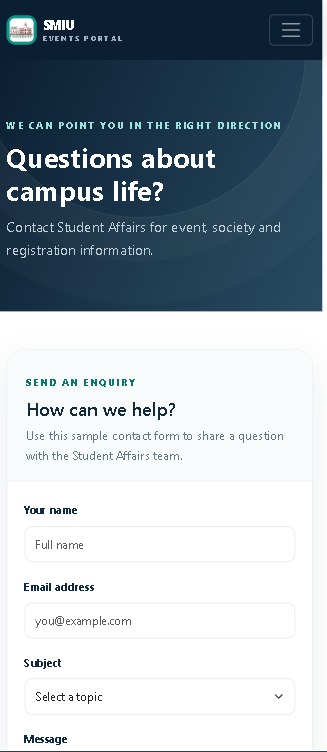 SMIU
EVENTS PORTAL
WE CAN POINT YOU IN THE RIGHT DIRECTION
Questions about
campus life?
Contact Student Affairs for event, society and
registration information.
SEND AN ENQUIRY
How can we help?
Use this sample contact form to share a question
with the Student Affairs team.
Your name
Full name
Email address
you@example.com
Subject
Select a topic
Message